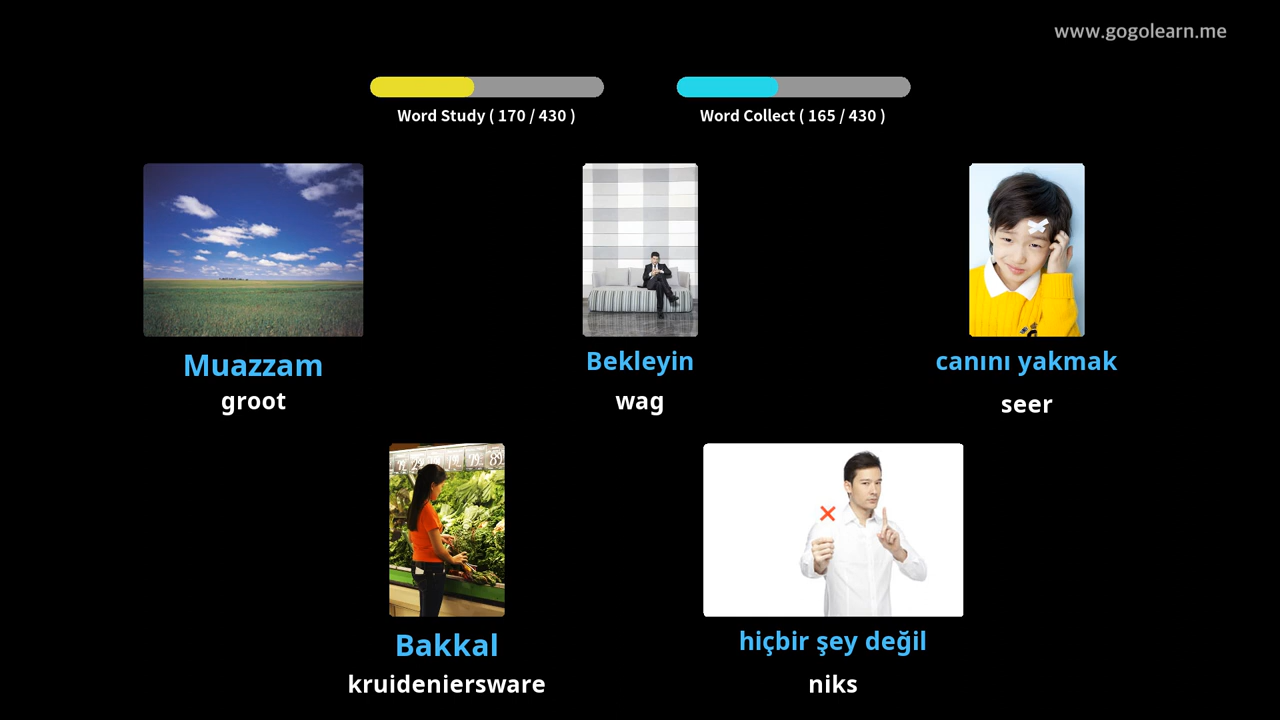 www.gogolearn.me
Word Study ( 170 / 430 )
Word Collect ( 165 / 430 )
Muazzam
groot
Bekleyin
wag
canını yakmak
seer
Bakkal
kruideniersware
hiçbir şey değil
niks